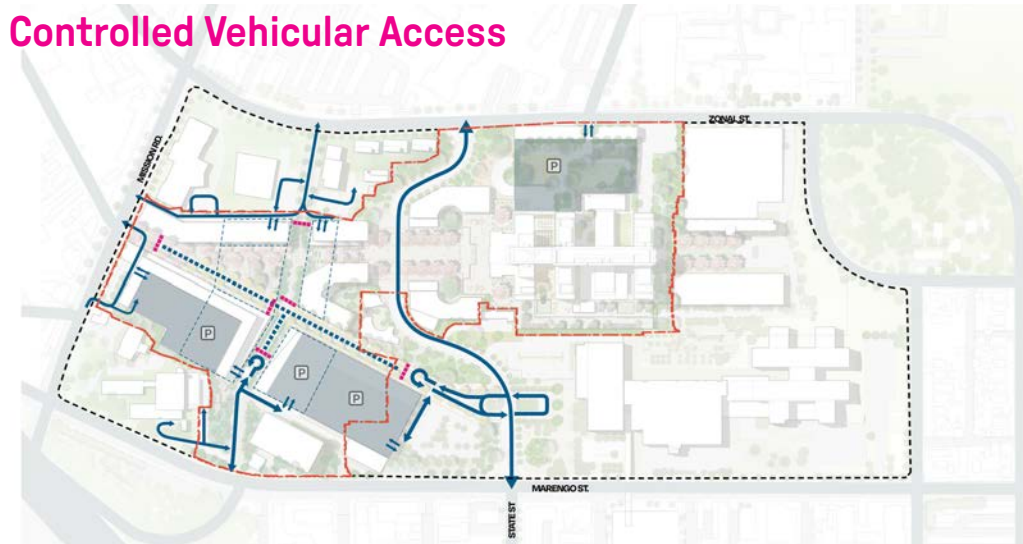 Controlled Vehicular Access
ZONAL ST.
MISSION RD.
P
P
P
P
MARENGO ST.
STATE ST